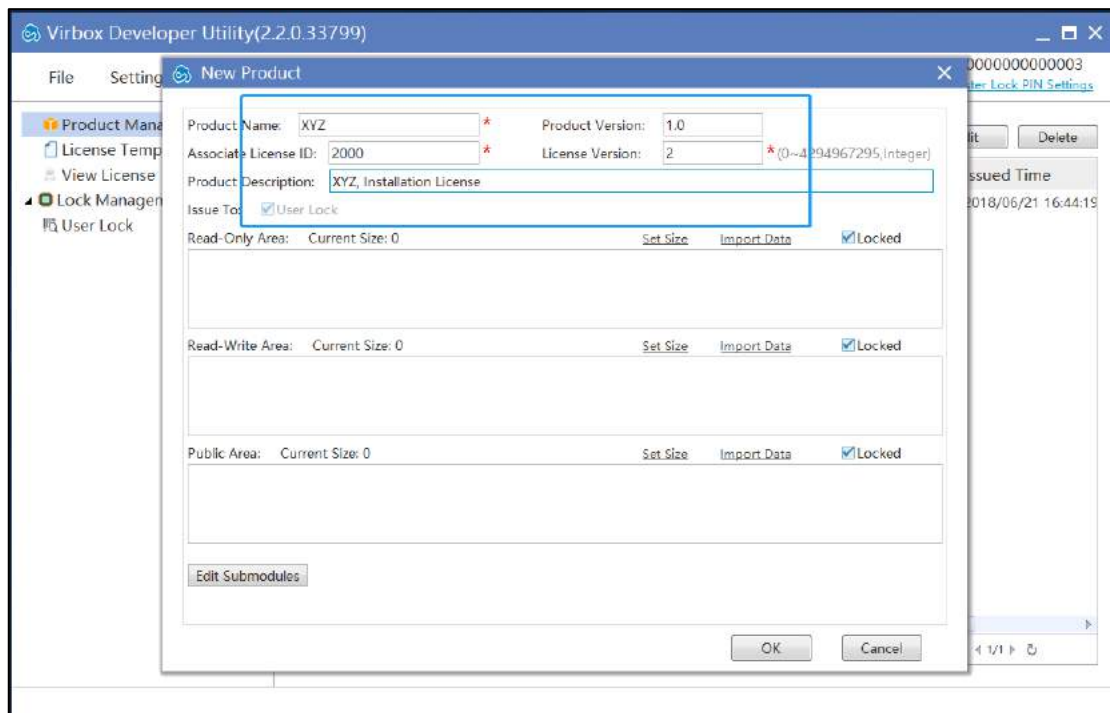 Virbox Developer Utility(2.2.0.33799)
File Setting 0000000000003
ter Lock PIN Settings
New Product
Product Mana
License Temp
View License
Lock Managen
User Lock
Product Name: XYZ * Product Version: 1.0
Associate License ID: 2000 * License Version: 2 * (0~4294967295,Integer)
Product Description: XYZ, Installation License
Issue To: User Lock
Read-Only Area: Current Size: 0 Set Size Import Data Locked
Read-Write Area: Current Size: 0 Set Size Import Data Locked
Public Area: Current Size: 0 Set Size Import Data Locked
Edit Submodules
OK Cancel
dit Delete
ssued Time
2018/06/21 16:44:19
1/1